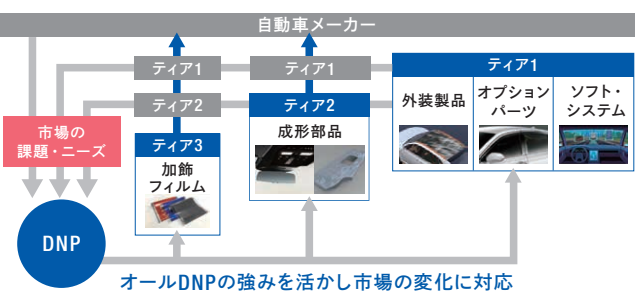 自動車メーカー
ティア1
ティア1
ティア1
ティア2
ティア2
外装製品
オプション
パーツ
ソフト・
システム
市場の
課題・ニーズ
ティア3
加飾
フィルム
成形部品
DNP
オールDNPの強みを活かし市場の変化に対応